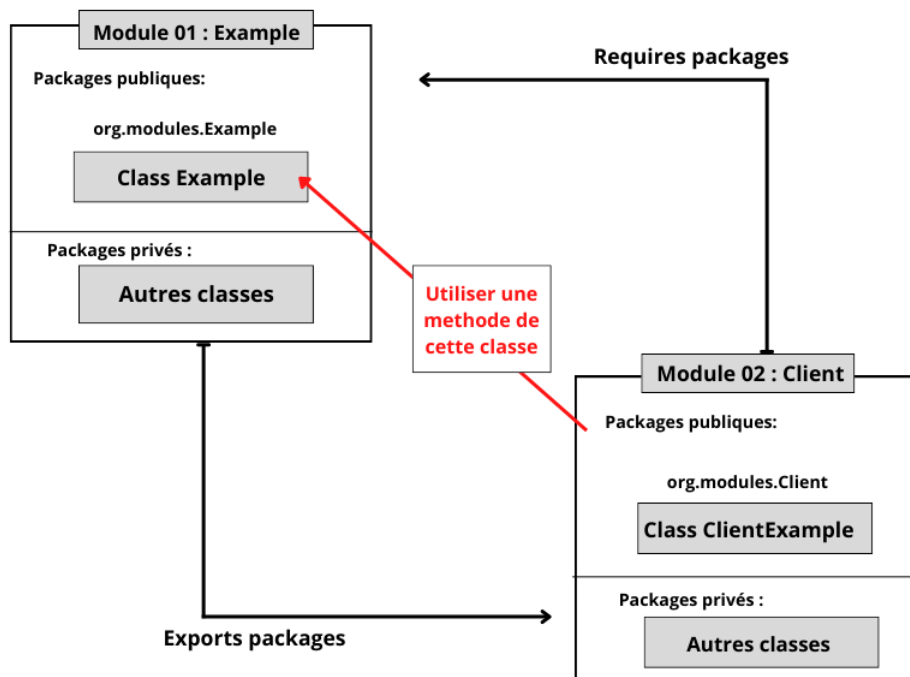 Module 01 : Example
Packages publiques:
org.modules.Example
Class Example
Packages privés :
Autres classes
Requires packages
Utiliser une
methode de
cette classe
Module 02 : Client
Packages publiques:
org.modules.Client
Class ClientExample
Packages privés :
Autres classes
Exports packages